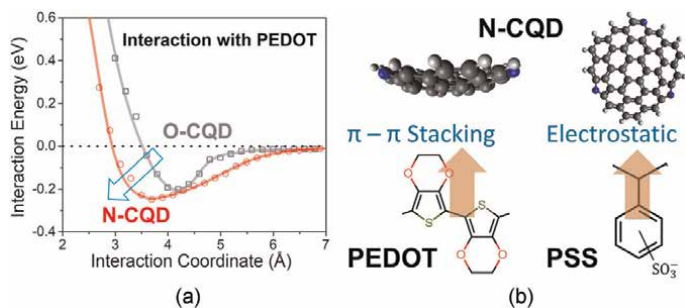 0.6
0.4
0.2
0.0
-0.2
-0.4
Interaction Energy (eV)
Interaction with PEDOT
O-CQD
N-CQD
2 3 4 5 6 7
Interaction Coordinate (Å)
(a)
N-CQD
π – π Stacking
Electrostatic
O
O
S
S
O
O
PEDOT
PSS
SO₃⁻
(b)